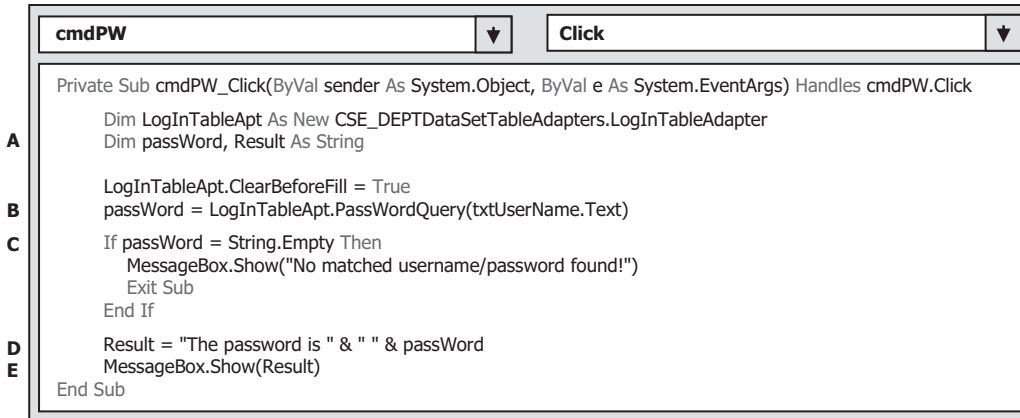 cmdPW Click
Private Sub cmdPW_Click(ByVal sender As System.Object, ByVal e As System.EventArgs) Handles cmdPW.Click
Dim LogInTableApt As New CSE_DEPTDataSetTableAdapters.LogInTableAdapter
A Dim passWord, Result As String
LogInTableApt.ClearBeforeFill = True
B passWord = LogInTableApt.PassWordQuery(txtUserName.Text)
C If passWord = String.Empty Then
MessageBox.Show("No matched username/password found!")
Exit Sub
End If
D Result = "The password is " & " " & passWord
E MessageBox.Show(Result)
End Sub